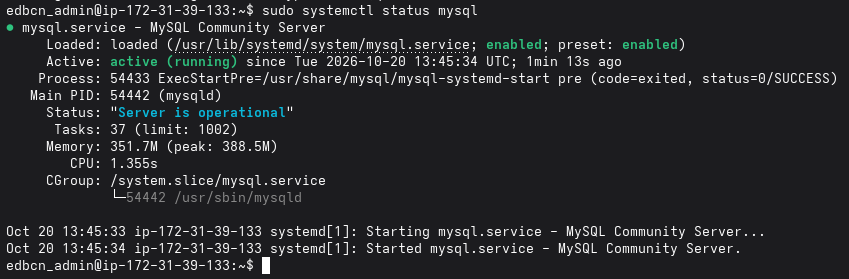 edbcn_admin@ip-172-31-39-133:~$ sudo systemctl status mysql
● mysql.service - MySQL Community Server
     Loaded: loaded (/usr/lib/systemd/system/mysql.service; enabled; preset: enabled)
     Active: active (running) since Tue 2026-10-20 13:45:34 UTC; 1min 13s ago
    Process: 54433 ExecStartPre=/usr/share/mysql/mysql-systemd-start pre (code=exited, status=0/SUCCESS)
   Main PID: 54442 (mysqld)
     Status: "Server is operational"
      Tasks: 37 (limit: 1002)
     Memory: 351.7M (peak: 388.5M)
        CPU: 1.355s
     CGroup: /system.slice/mysql.service
             └─54442 /usr/sbin/mysqld

Oct 20 13:45:33 ip-172-31-39-133 systemd[1]: Starting mysql.service - MySQL Community Server...
Oct 20 13:45:34 ip-172-31-39-133 systemd[1]: Started mysql.service - MySQL Community Server.
edbcn_admin@ip-172-31-39-133:~$